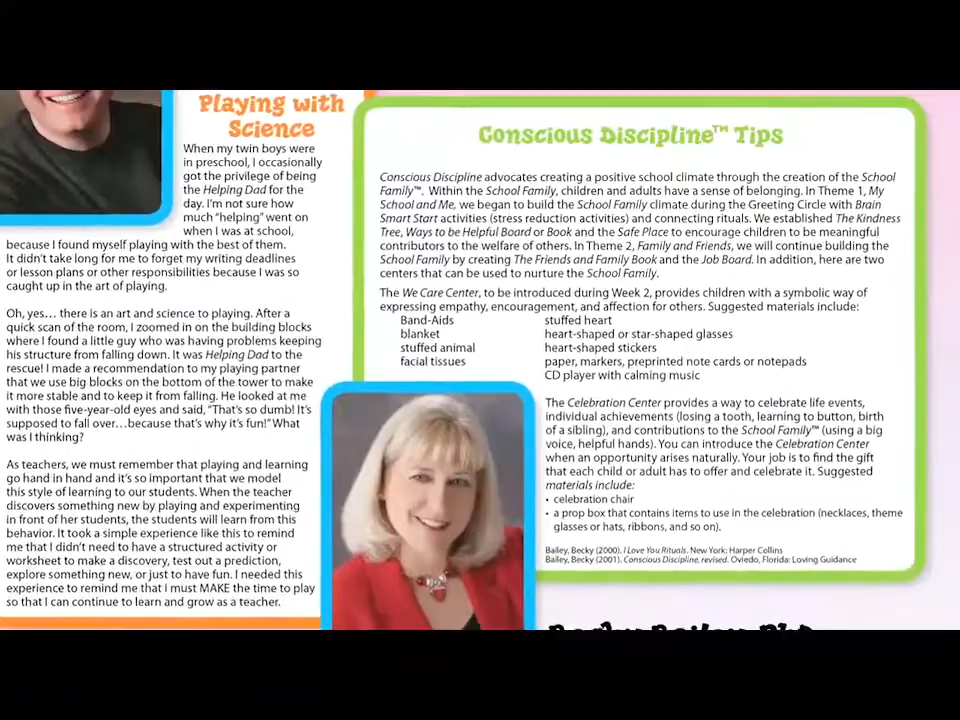 Playing with
Science
When my twin boys were
in preschool, I occasionally
got the privilege of being
the Helping Dad for the
day. I'm not sure how
much "helping" went on
when I was at school,
because I found myself playing with the best of them.
It didn't take long for me to forget my writing deadlines
or lesson plans or other responsibilities because I was so
caught up in the art of playing.
Oh, yes… there is an art and science to playing. After a
quick scan of the room, I zoomed in on the building blocks
where I found a little guy who was having problems keeping
his structure from falling down. It was Helping Dad to the
rescue! I made a recommendation to my playing partner
that we use big blocks on the bottom of the tower to make
it more stable and to keep it from falling. He looked at me
with those five-year-old eyes and said, "That's so dumb! It's
supposed to fall over…because that's why it's fun!" What
was I thinking?
As teachers, we must remember that playing and learning
go hand in hand and it's so important that we model
this style of learning to our students. When the teacher
discovers something new by playing and experimenting
in front of her students, the students will learn from this
behavior. It took a simple experience like this to remind
me that I didn't need to have a structured activity or
worksheet to make a discovery, test out a prediction,
explore something new, or just to have fun. I needed this
experience to remind me that I must MAKE the time to play
so that I can continue to learn and grow as a teacher.
Conscious Discipline™ Tips
Conscious Discipline advocates creating a positive school climate through the creation of the School
Family™. Within the School Family, children and adults have a sense of belonging. In Theme 1, My
School and Me, we began to build the School Family climate during the Greeting Circle with Brain
Smart Start activities (stress reduction activities) and connecting rituals. We established The Kindness
Tree, Ways to be Helpful Board or Book and the Safe Place to encourage children to be meaningful
contributors to the welfare of others. In Theme 2, Family and Friends, we will continue building the
School Family by creating The Friends and Family Book and the Job Board. In addition, here are two
centers that can be used to nurture the School Family.
The We Care Center, to be introduced during Week 2, provides children with a symbolic way of
expressing empathy, encouragement, and affection for others. Suggested materials include:
Band-Aids
blanket
stuffed animal
facial tissues
stuffed heart
heart-shaped or star-shaped glasses
heart-shaped stickers
paper, markers, preprinted note cards or notepads
CD player with calming music
The Celebration Center provides a way to celebrate life events,
individual achievements (losing a tooth, learning to button, birth
of a sibling), and contributions to the School Family™ (using a big
voice, helpful hands). You can introduce the Celebration Center
when an opportunity arises naturally. Your job is to find the gift
that each child or adult has to offer and celebrate it. Suggested
materials include:
• celebration chair
• a prop box that contains items to use in the celebration (necklaces, theme
glasses or hats, ribbons, and so on).
Bailey, Becky (2000). I Love You Rituals. New York: Harper Collins
Bailey, Becky (2001). Conscious Discipline, revised. Oviedo, Florida: Loving Guidance